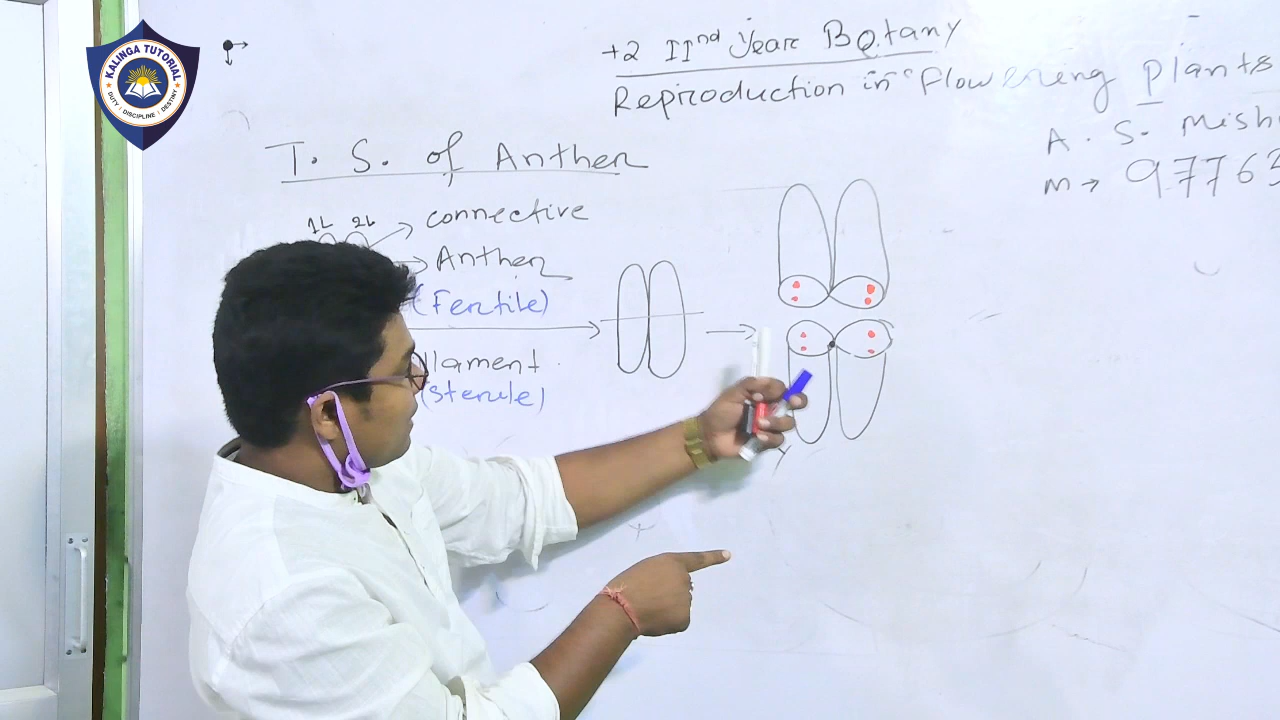 KALINGA TUTORIAL
DUTY | DISCIPLINE | DESTINY
+2 IInd Year Botany
Reproduction in Flowering Plants
A. S. Mish
M → 97763
T. S. of Anther
1L 2L
connective
Anther
(Fertile)
ilament
(Sterile)